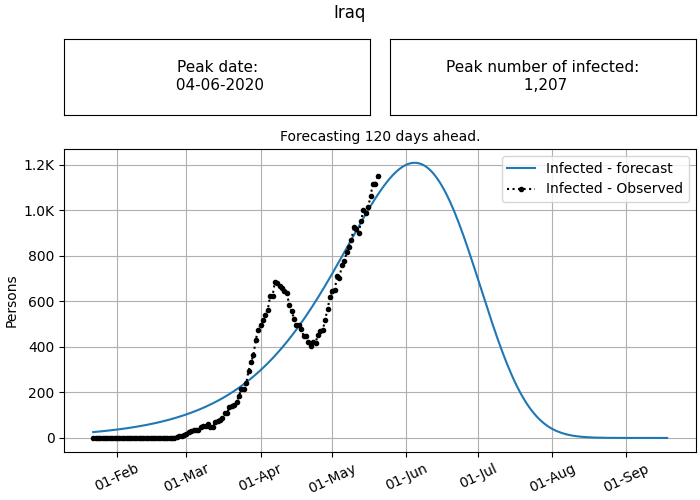 Iraq
Peak date:
04-06-2020
Peak number of infected:
1,207
Forecasting 120 days ahead.
Infected - forecast
Infected - Observed
Persons
1.2K
1.0K
800
600
400
200
0
01-Feb
01-Mar
01-Apr
01-May
01-Jun
01-Jul
01-Aug
01-Sep